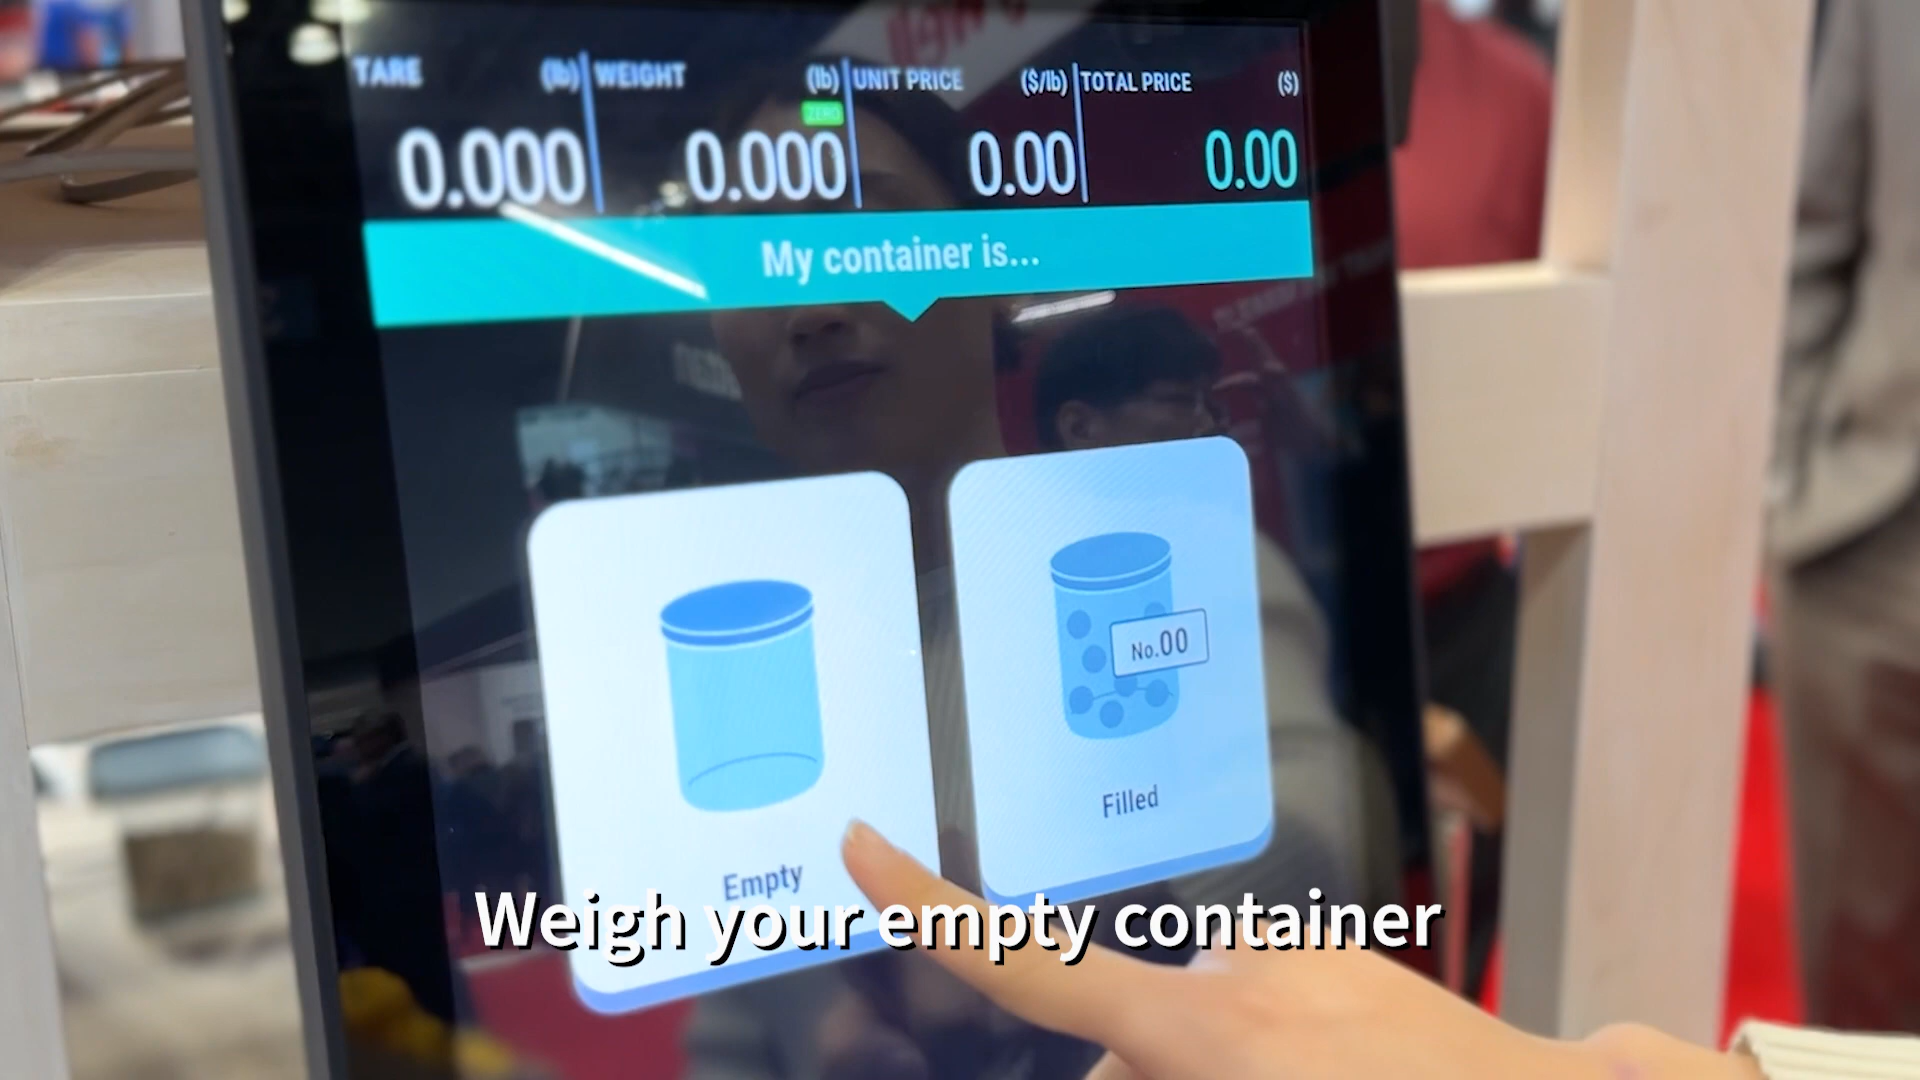 TARE (lb) WEIGHT (lb) UNIT PRICE ($/lb) TOTAL PRICE ($)
ZERO
0.000 0.000 0.00 0.00
My container is...
No.00
Empty Filled
Weigh your empty container